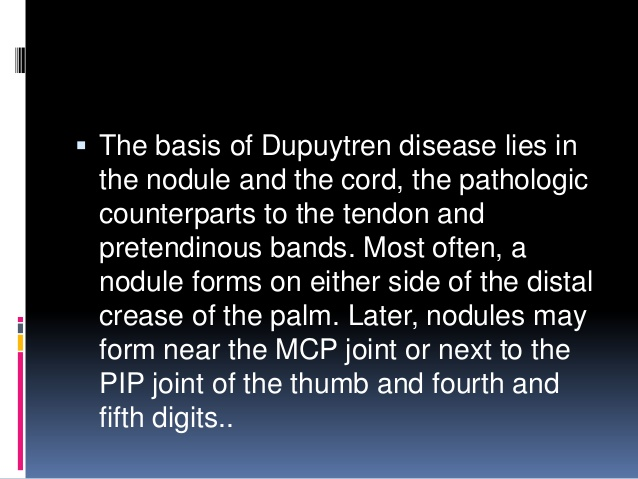 The basis of Dupuytren disease lies in
the nodule and the cord, the pathologic
counterparts to the tendon and
pretendinous bands. Most often, a
nodule forms on either side of the distal
crease of the palm. Later, nodules may
form near the MCP joint or next to the
PIP joint of the thumb and fourth and
fifth digits..